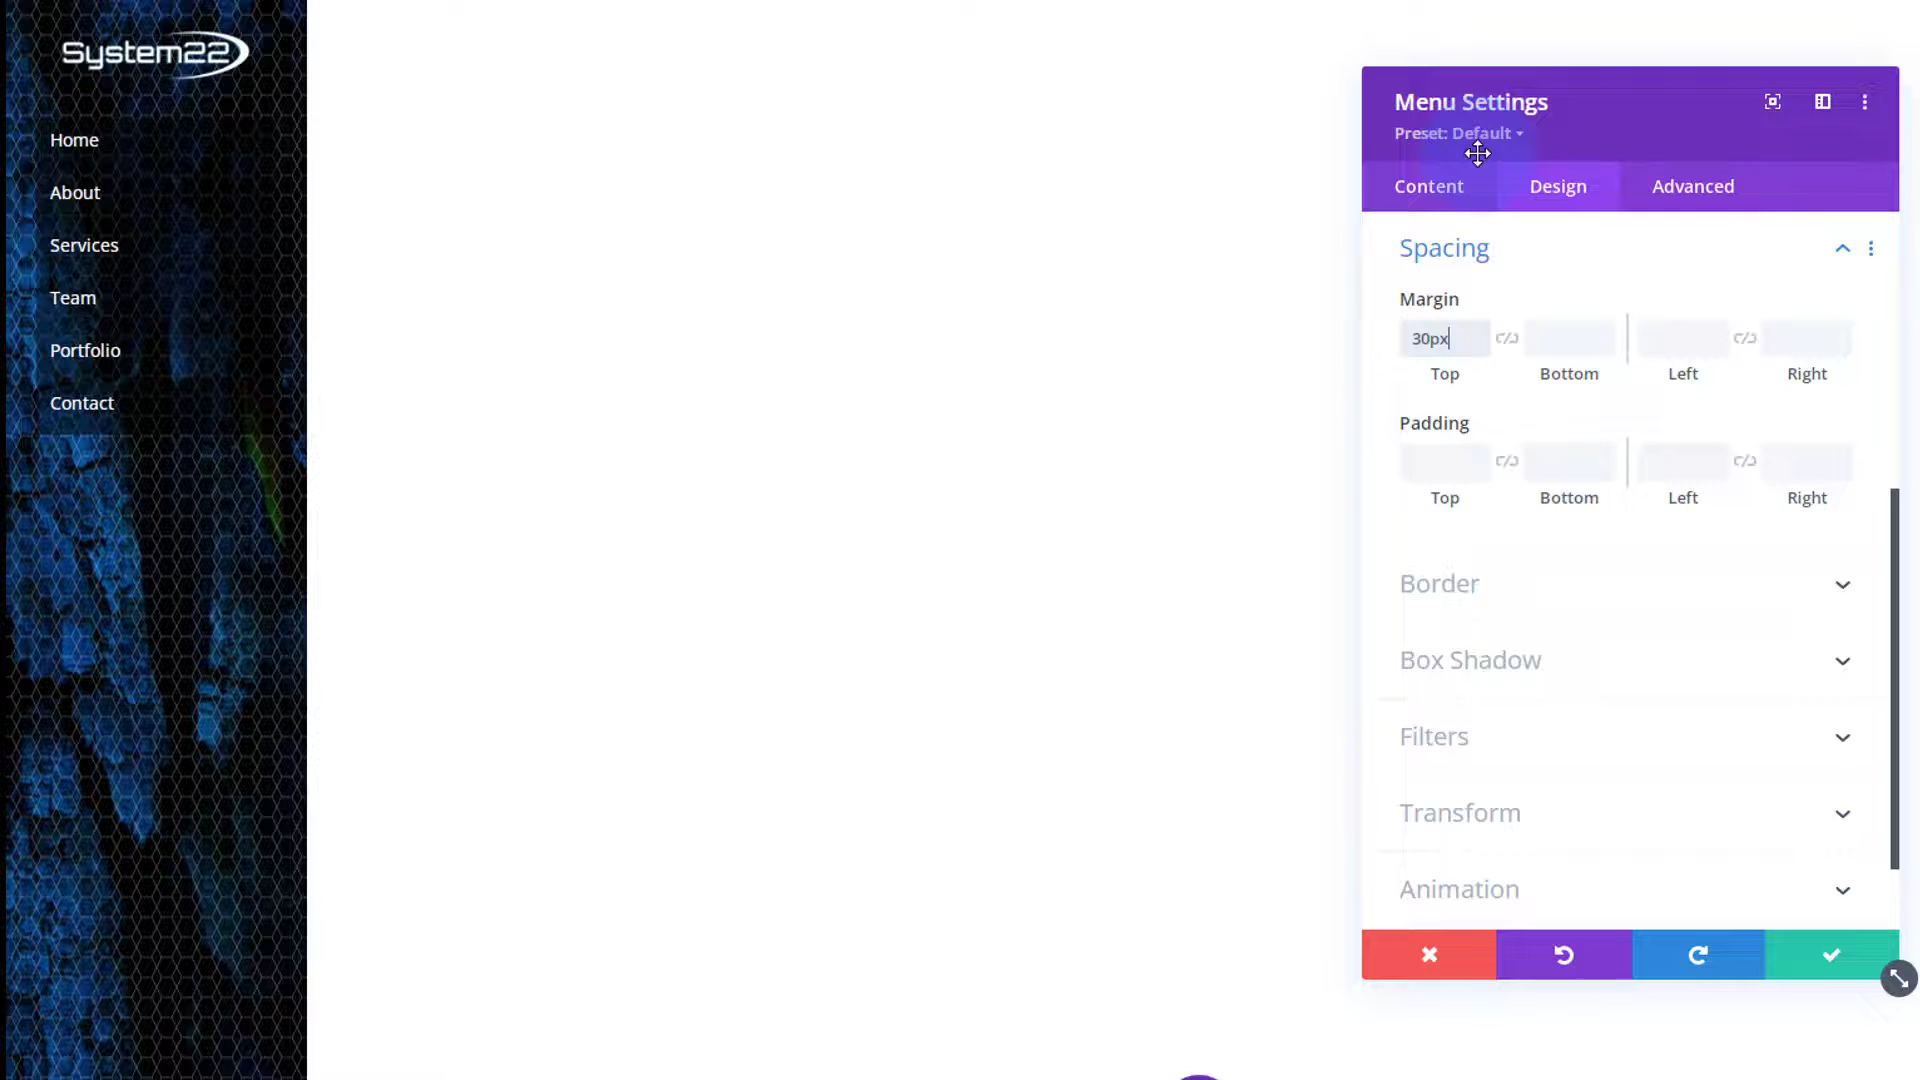 System22
Home
About
Services
Team
Portfolio
Contact
Menu Settings
Preset: Default
Content
Design
Advanced
Spacing
Margin
30px
Top
Bottom
Left
Right
Padding
Top
Bottom
Left
Right
Border
Box Shadow
Filters
Transform
Animation